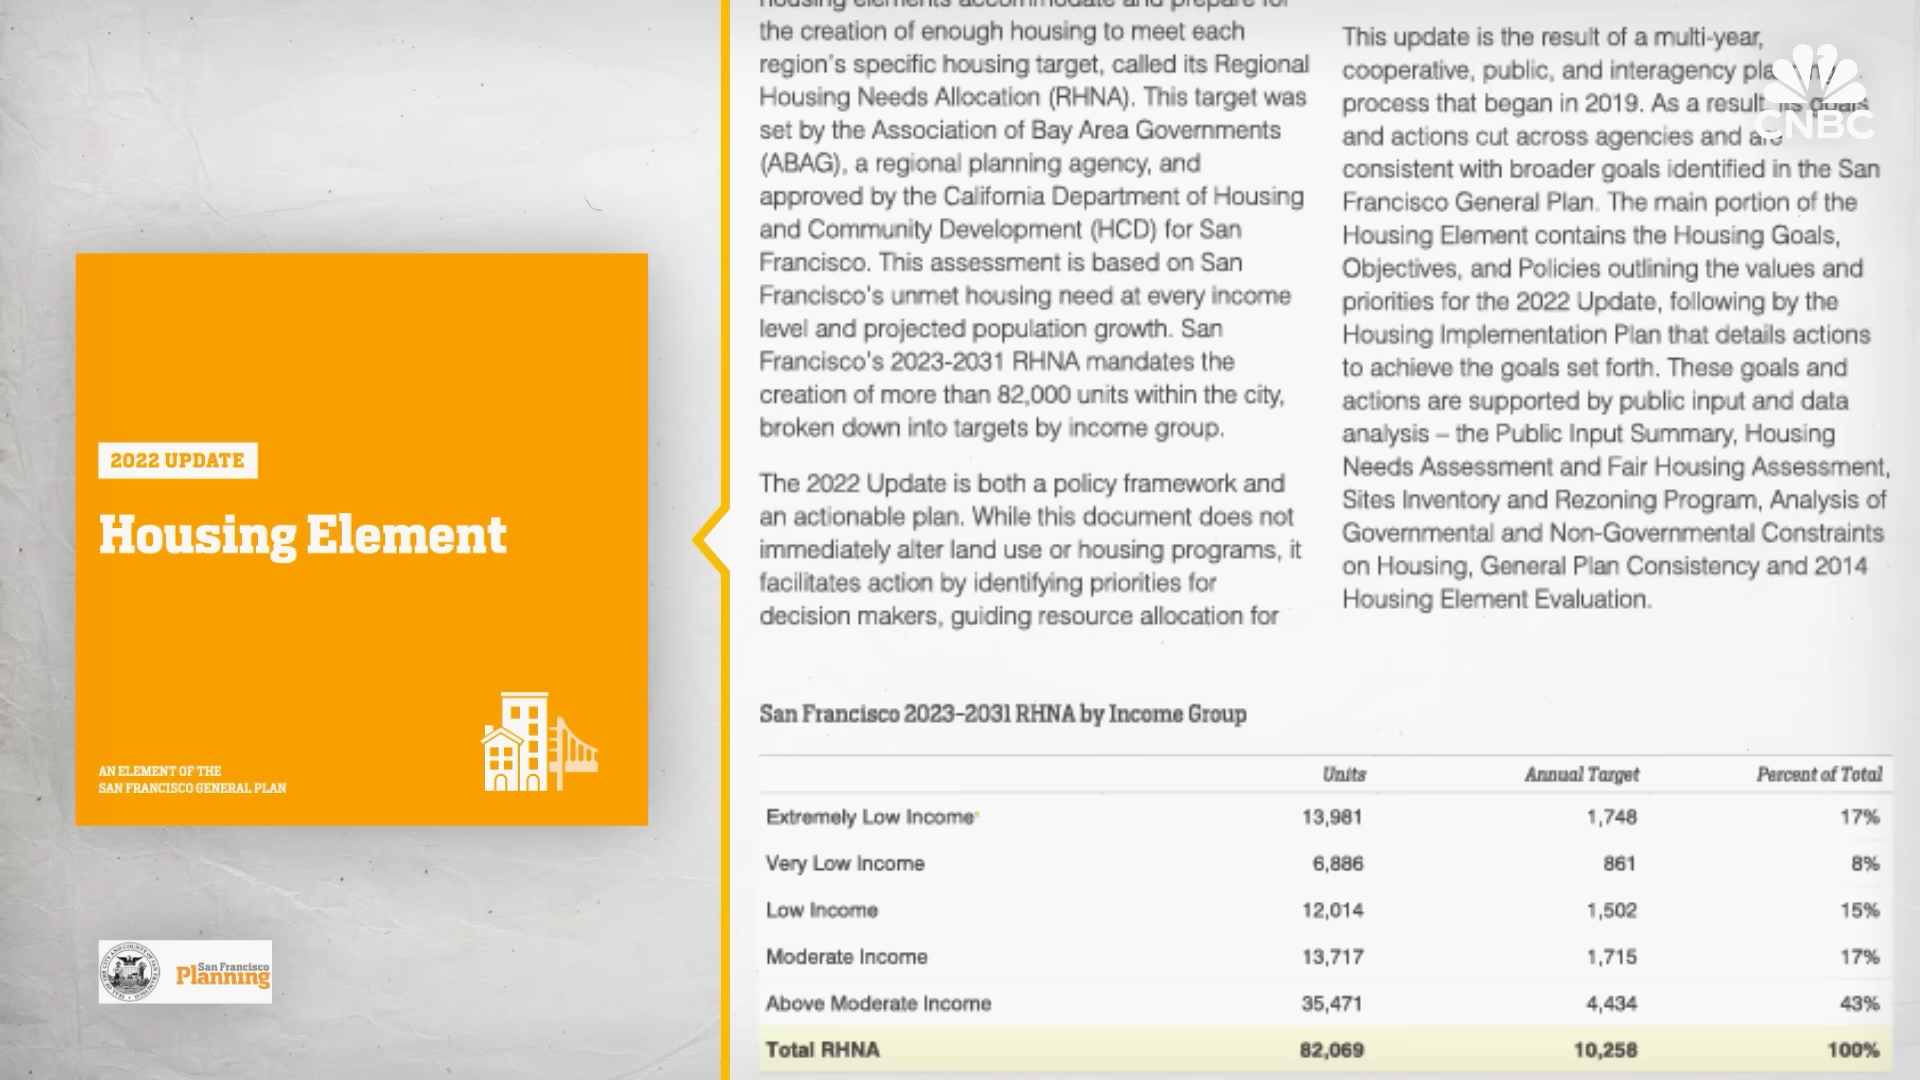 2022 UPDATE
Housing Element
AN ELEMENT OF THE
SAN FRANCISCO GENERAL PLAN
San Francisco
Planning
housing elements accommodate and prepare for
the creation of enough housing to meet each
region's specific housing target, called its Regional
Housing Needs Allocation (RHNA). This target was
set by the Association of Bay Area Governments
(ABAG), a regional planning agency, and
approved by the California Department of Housing
and Community Development (HCD) for San
Francisco. This assessment is based on San
Francisco's unmet housing need at every income
level and projected population growth. San
Francisco's 2023-2031 RHNA mandates the
creation of more than 82,000 units within the city,
broken down into targets by income group.
The 2022 Update is both a policy framework and
an actionable plan. While this document does not
immediately alter land use or housing programs, it
facilitates action by identifying priorities for
decision makers, guiding resource allocation for
This update is the result of a multi-year,
cooperative, public, and interagency planning
process that began in 2019. As a result, its goals
and actions cut across agencies and are
consistent with broader goals identified in the San
Francisco General Plan. The main portion of the
Housing Element contains the Housing Goals,
Objectives, and Policies outlining the values and
priorities for the 2022 Update, following by the
Housing Implementation Plan that details actions
to achieve the goals set forth. These goals and
actions are supported by public input and data
analysis – the Public Input Summary, Housing
Needs Assessment and Fair Housing Assessment,
Sites Inventory and Rezoning Program, Analysis of
Governmental and Non-Governmental Constraints
on Housing, General Plan Consistency and 2014
Housing Element Evaluation.
CNBC
San Francisco 2023-2031 RHNA by Income Group
Units Annual Target Percent of Total
Extremely Low Income 13,981 1,748 17%
Very Low Income 6,886 861 8%
Low Income 12,014 1,502 15%
Moderate Income 13,717 1,715 17%
Above Moderate Income 35,471 4,434 43%
Total RHNA 82,069 10,258 100%